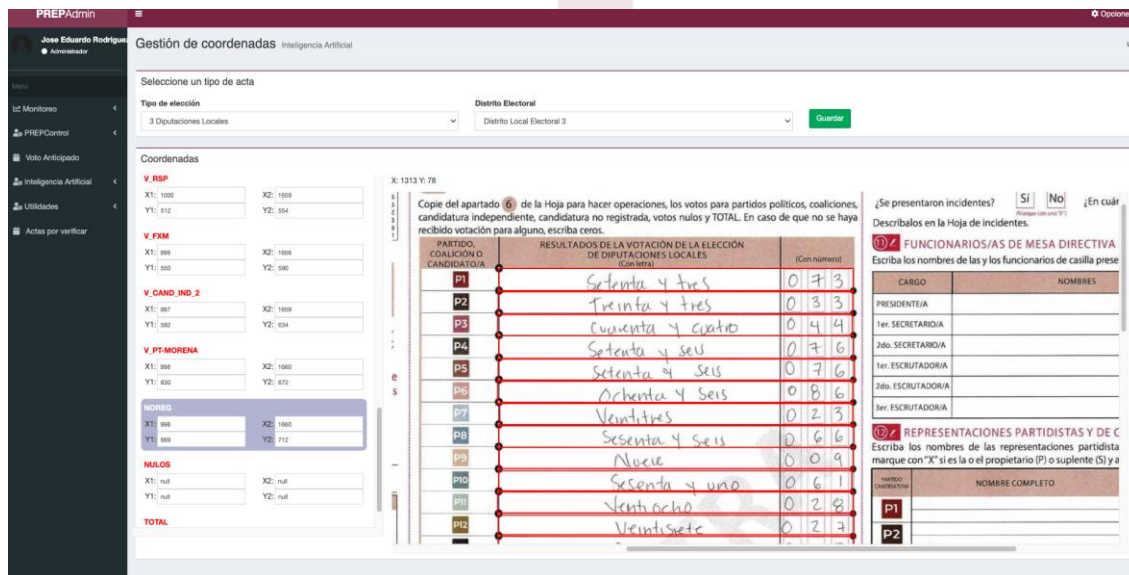 PREPAdmin
Opcione
Jose Eduardo Rodriguez
Administrador
Menú
Monitoreo
PREPControl
Voto Anticipado
Inteligencia Artificial
Utilidades
Actas por verificar
Gestión de coordenadas Inteligencia Artificial
Seleccione un tipo de acta
Tipo de elección
3 Diputaciones Locales
Distrito Electoral
Distrito Local Electoral 3
Guardar
Coordenadas
V_RSP
X1: 1000 X2: 1659
Y1: 512 Y2: 554
V_FXM
X1: 999 X2: 1658
Y1: 550 Y2: 590
V_CAND_IND_2
X1: 997 X2: 1659
Y1: 592 Y2: 634
V_PT-MORENA
X1: 998 X2: 1660
Y1: 630 Y2: 672
NOREG
X1: 998 X2: 1660
Y1: 669 Y2: 712
NULOS
X1: null X2: null
Y1: null Y2: null
TOTAL
X: 1313 Y: 78
Copie del apartado 6 de la Hoja para hacer operaciones, los votos para partidos políticos, coaliciones,
candidatura independiente, candidatura no registrada, votos nulos y TOTAL. En caso de que no se haya
recibido votación para alguno, escriba ceros.
PARTIDO,
COALICIÓN O
CANDIDATO/A
RESULTADOS DE LA VOTACIÓN DE LA ELECCIÓN
DE DIPUTACIONES LOCALES
(Con letra)
(Con número)
P1 Setenta y tres 0 7 3
P2 Treinta y tres 0 3 3
P3 Cuarenta y cuatro 0 4 4
P4 Setenta y seis 0 7 6
P5 Setenta y seis 0 7 6
P6 Ochenta y Seis 0 8 6
P7 Veintitres 0 2 3
P8 Sesenta y Seis 0 6 6
P9 Nueve 0 0 9
P10 Sesenta y uno 0 6 1
P11 Ventiocho 0 2 8
P12 Veintisiete 0 2 7
¿Se presentaron incidentes? Sí No ¿En cuár
(Marque con una "X")
Descríbalos en la Hoja de incidentes.
11 FUNCIONARIOS/AS DE MESA DIRECTIVA
Escriba los nombres de las y los funcionarios de casilla prese
CARGO NOMBRES
PRESIDENTE/A
1er. SECRETARIO/A
2do. SECRETARIO/A
1er. ESCRUTADOR/A
2do. ESCRUTADOR/A
3er. ESCRUTADOR/A
12 REPRESENTACIONES PARTIDISTAS Y DE C
Escriba los nombres de las representaciones partidista
marque con "X" si es la o el propietario (P) o suplente (S) y a
PARTIDO
CANDIDATURA
NOMBRE COMPLETO
P1
P2